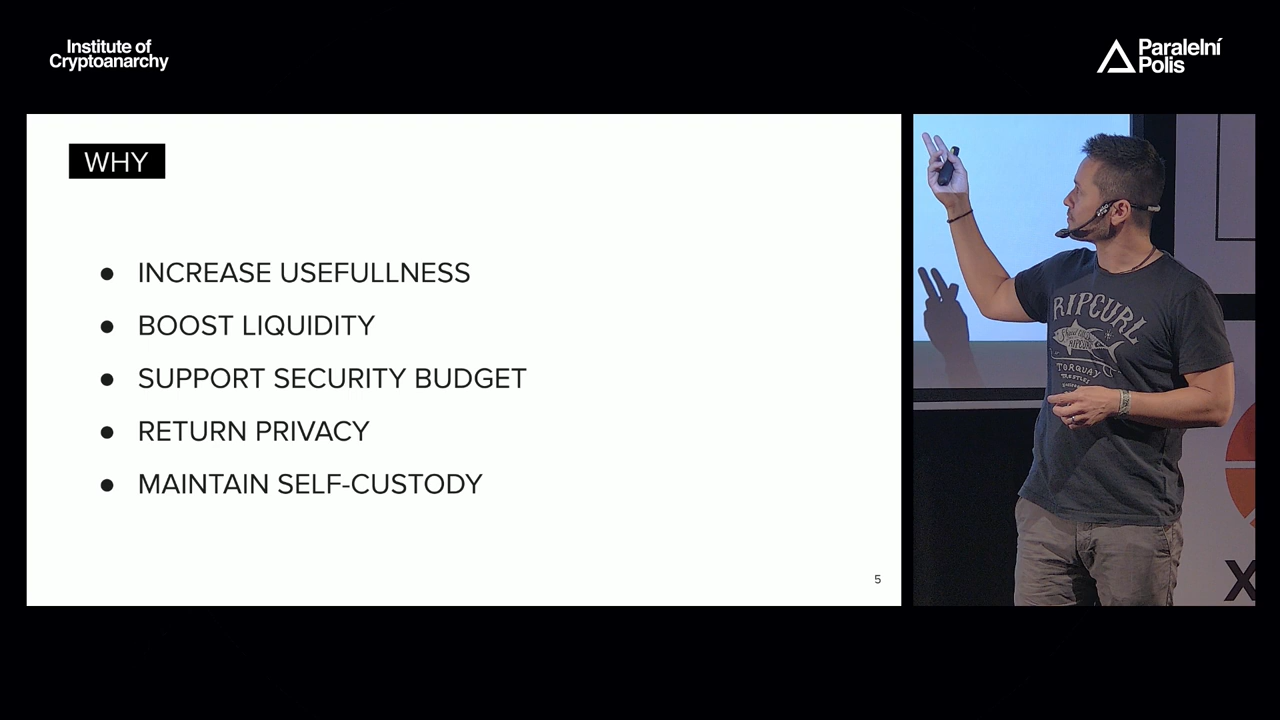 Institute of
Cryptoanarchy
Paralelní
Polis
WHY
● INCREASE USEFULLNESS
● BOOST LIQUIDITY
● SUPPORT SECURITY BUDGET
● RETURN PRIVACY
● MAINTAIN SELF-CUSTODY
5
RIPCURL
RIPCURL
TORQUAY
X